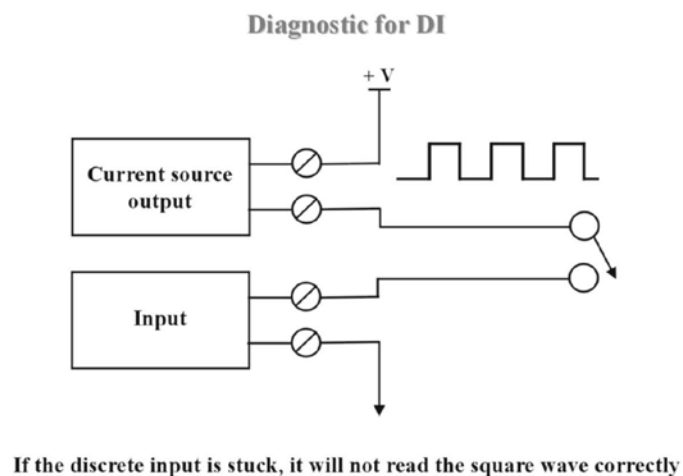 Diagnostic for DI
+ V
Current source
output
Input
If the discrete input is stuck, it will not read the square wave correctly